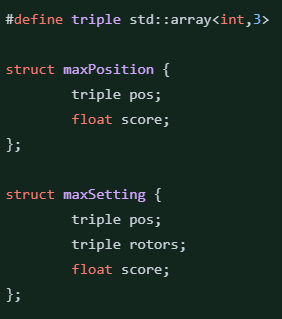 #define triple std::array<int,3>
struct maxPosition {
        triple pos;
        float score;
};
struct maxSetting {
        triple pos;
        triple rotors;
        float score;
};